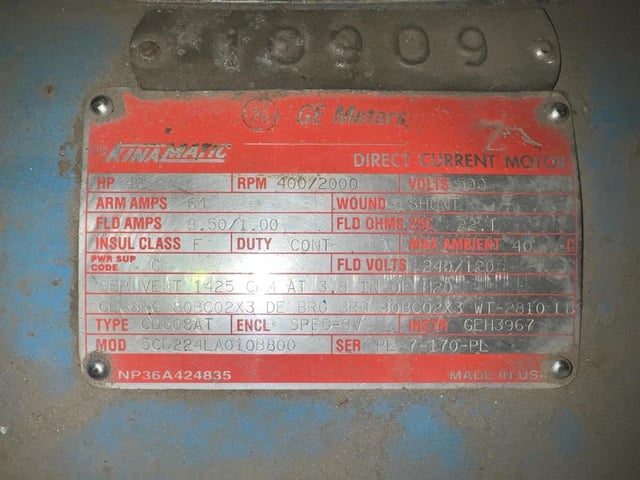 10909
GE GE Motors
KINAMATIC
DIRECT CURRENT MOTOR
HP 40 RPM 400/2000 VOLTS 500
ARM AMPS 64 WOUND SHUNT
FLD AMPS 8.50/1.00 FLD OHMS 25C 22.1
INSUL CLASS F DUTY CONT MAX AMBIENT 40 C
PWR SUP CODE C FLD VOLTS 240/120
SEP VENT 1425 CFM AT 3.8 IN OF H2O
BRG 90BC02X3 DE BRG 90BC02X3 WT-2810
TYPE CD608AT ENCL SPFG-BV INSTR GEH3967
MOD 5CD224LA010B800 SER PL-7-170-PL
NP36A424835 MADE IN USA